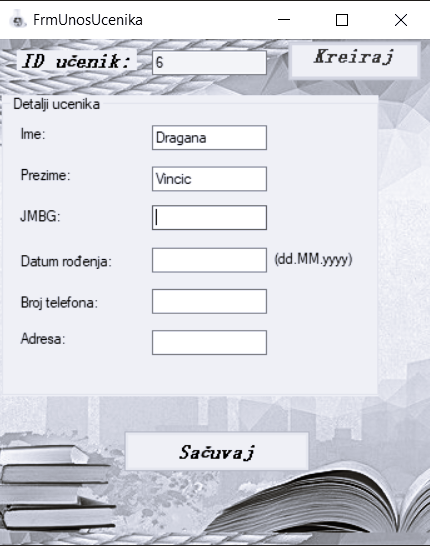 FrmUnosUcenika
ID učenik: 6 Kreiraj
Detalji ucenika
Ime: Dragana
Prezime: Vincic
JMBG:
Datum rođenja: (dd.MM.yyyy)
Broj telefona:
Adresa:
Sačuvaj